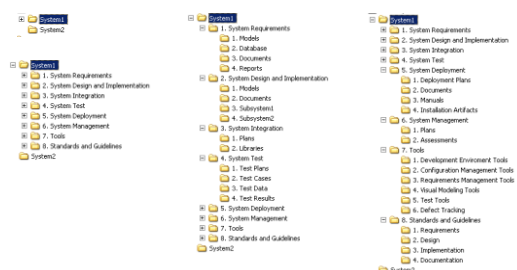 System1
System2
System1
1. System Requirements
2. System Design and Implementation
3. System Integration
4. System Test
5. System Deployment
6. System Management
7. Tools
8. Standards and Guidelines
System2
System1
1. System Requirements
1. Models
2. Database
3. Documents
4. Reports
2. System Design and Implementation
1. Models
2. Documents
3. Subsystem1
4. Subsystem2
3. System Integration
1. Plans
2. Libraries
4. System Test
1. Test Plans
2. Test Cases
3. Test Data
4. Test Results
5. System Deployment
6. System Management
7. Tools
8. Standards and Guidelines
System2
System1
1. System Requirements
2. System Design and Implementation
3. System Integration
4. System Test
5. System Deployment
1. Deployment Plans
2. Documents
3. Manuals
4. Installation Artifacts
6. System Management
1. Plans
2. Assessments
7. Tools
1. Development Enviroment Tools
2. Configuration Management Tools
3. Requirements Management Tools
4. Visual Modeling Tools
5. Test Tools
6. Defect Tracking
8. Standards and Guidelines
1. Requirements
2. Design
3. Implementation
4. Documentation
System2